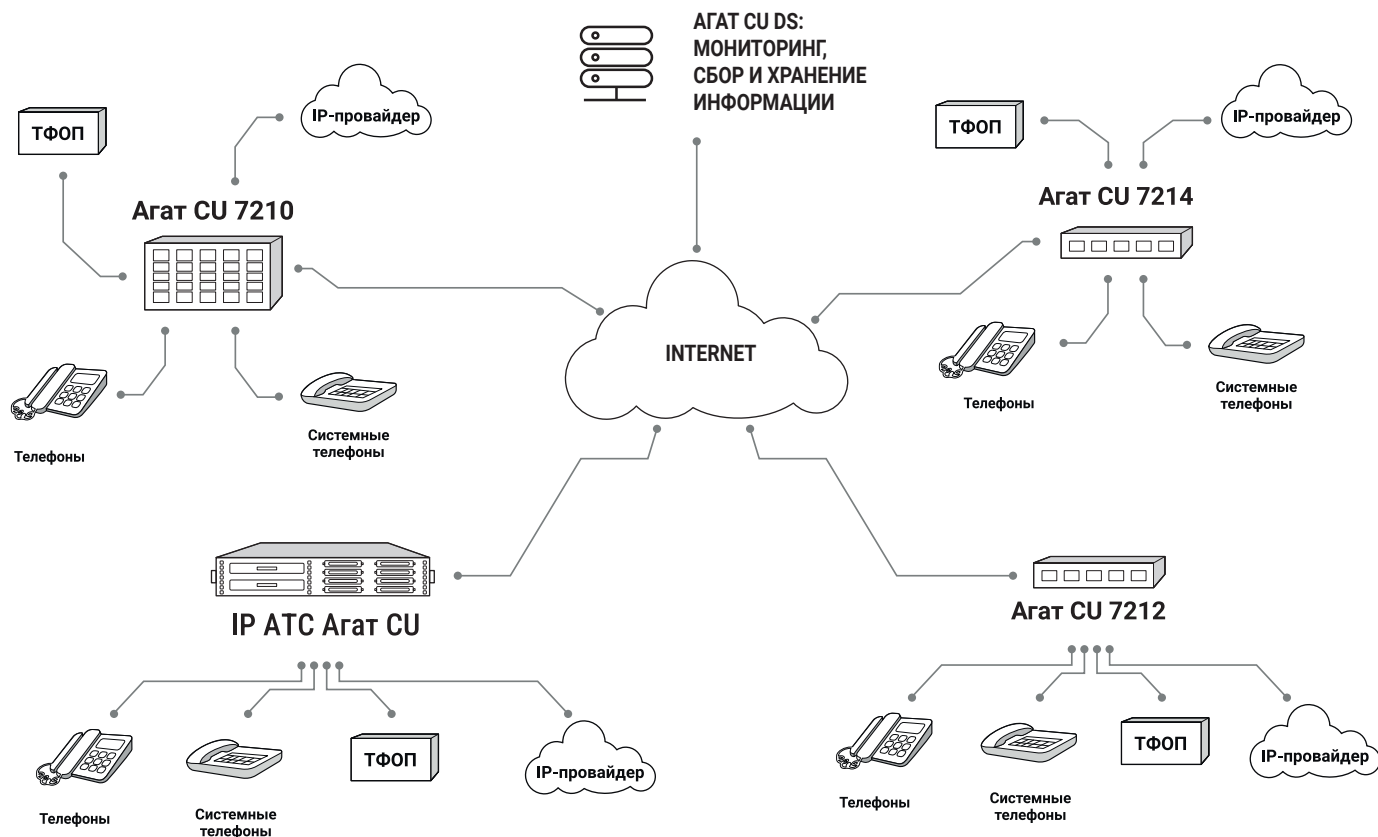 АГАТ CU DS:
МОНИТОРИНГ,
СБОР И ХРАНЕНИЕ
ИНФОРМАЦИИ
ТФОП
IP-провайдер
Агат CU 7210
Телефоны
Системные
телефоны
ТФОП
IP-провайдер
Агат CU 7214
Телефоны
Системные
телефоны
INTERNET
IP АТС Агат CU
Телефоны
Системные
телефоны
ТФОП
IP-провайдер
Агат CU 7212
Телефоны
Системные
телефоны
ТФОП
IP-провайдер